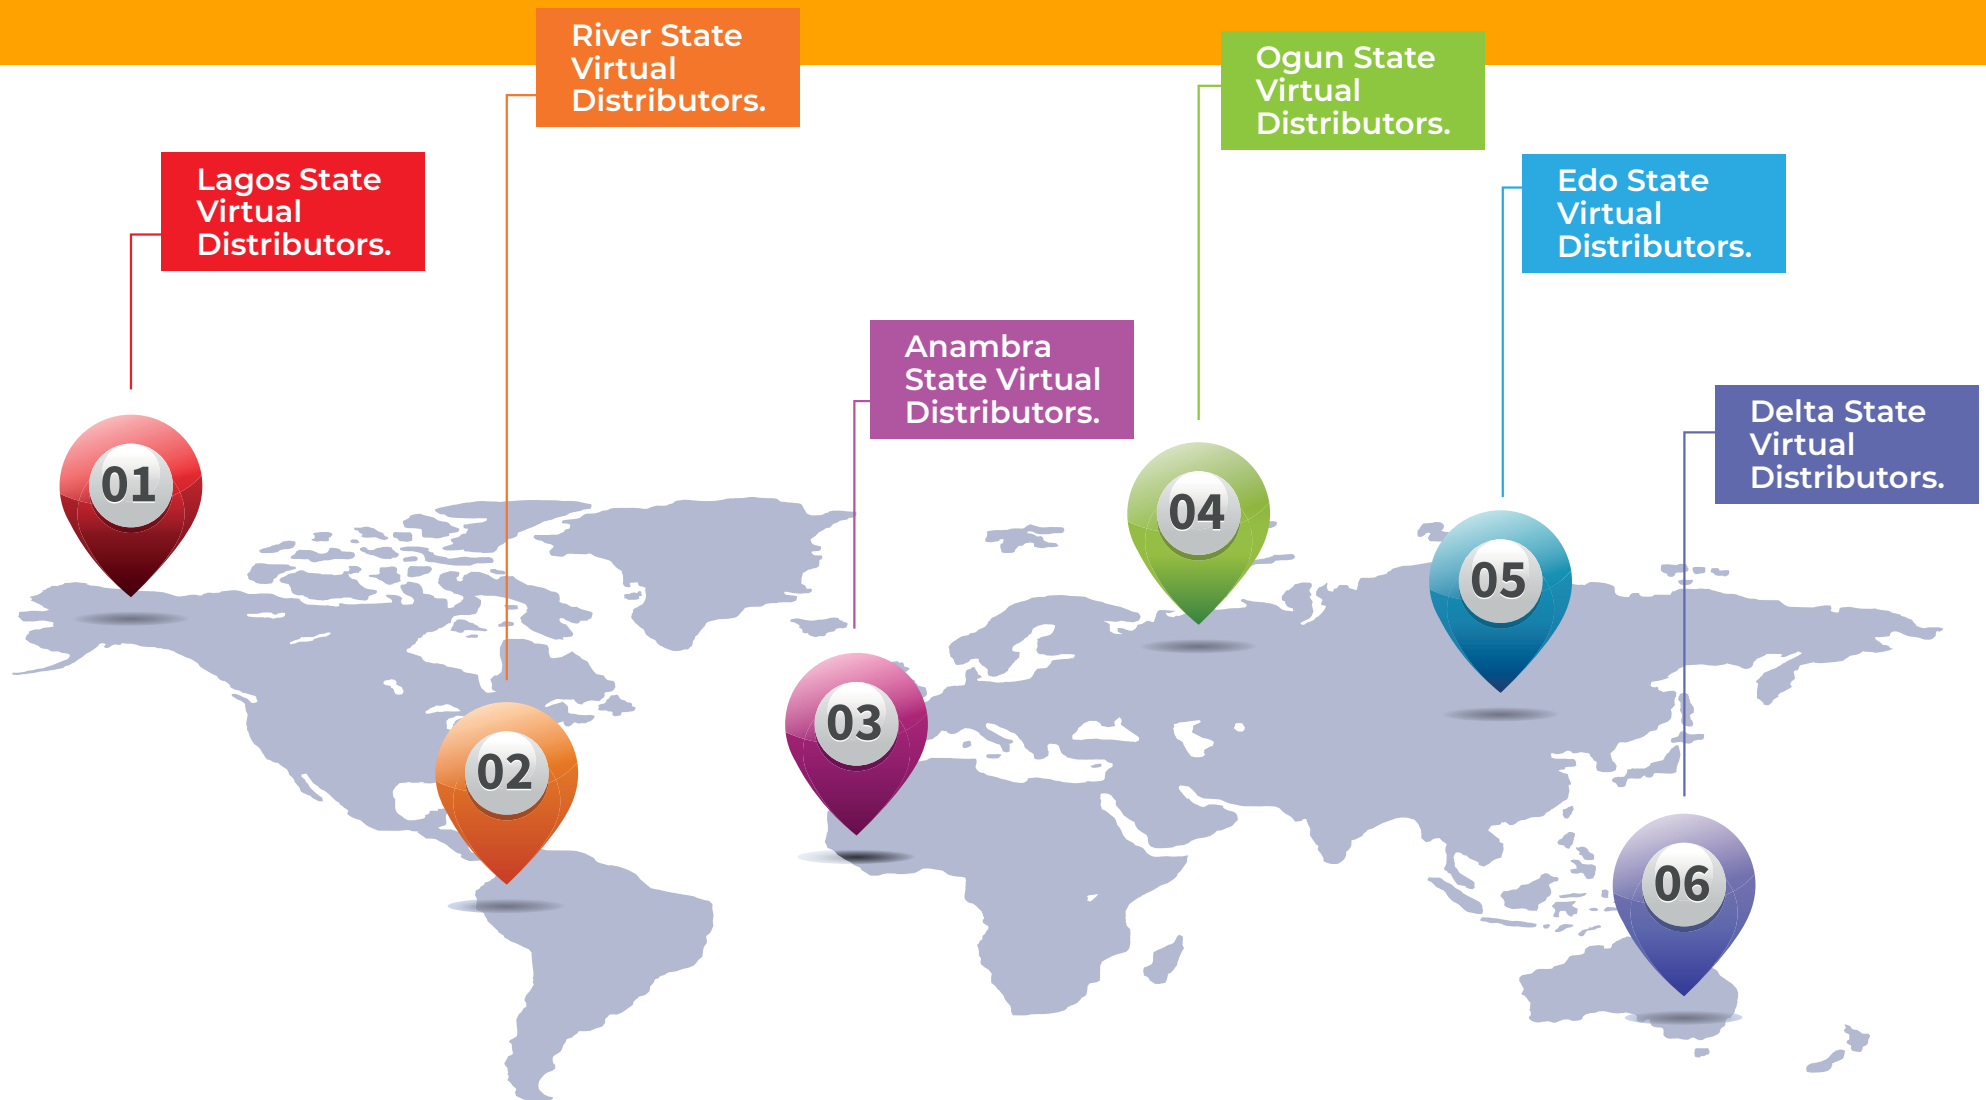 Lagos State
Virtual
Distributors.
01
River State
Virtual
Distributors.
02
Anambra
State Virtual
Distributors.
03
Ogun State
Virtual
Distributors.
04
Edo State
Virtual
Distributors.
05
Delta State
Virtual
Distributors.
06